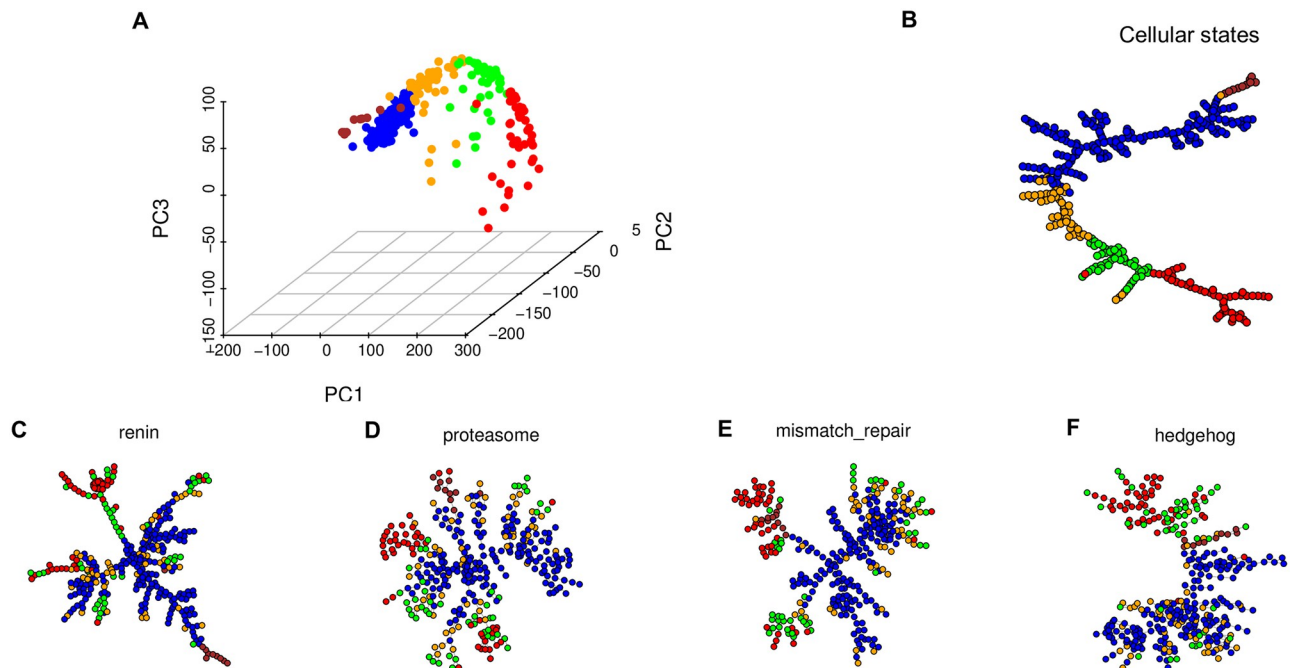 A
B
Cellular states
100
50
0
−50
−100
−150
PC3
5
0
−50
−100
−150
−200
PC2
−200
−100
0
100
200
300
PC1
C
renin
D
proteasome
E
mismatch_repair
F
hedgehog